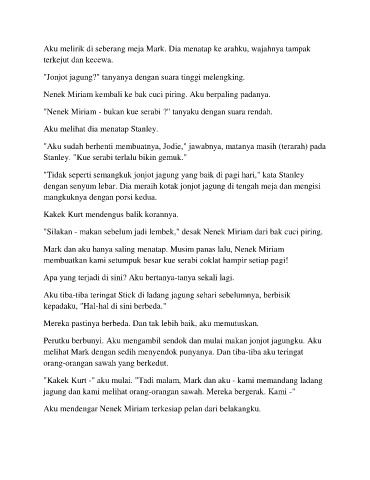 Aku melirik di seberang meja Mark. Dia menatap ke arahku, wajahnya tampak
terkejut dan kecewa.
"Jonjot jagung?" tanyanya dengan suara tinggi melengking.
Nenek Miriam kembali ke bak cuci piring. Aku berpaling padanya.
"Nenek Miriam - bukan kue serabi ?" tanyaku dengan suara rendah.
Aku melihat dia menatap Stanley.
"Aku sudah berhenti membuatnya, Jodie," jawabnya, matanya masih (terarah) pada
Stanley. "Kue serabi terlalu bikin gemuk."
"Tidak seperti semangkuk jonjot jagung yang baik di pagi hari," kata Stanley
dengan senyum lebar. Dia meraih kotak jonjot jagung di tengah meja dan mengisi
mangkuknya dengan porsi kedua.
Kakek Kurt mendengus balik korannya.
"Silakan - makan sebelum jadi lembek," desak Nenek Miriam dari bak cuci piring.
Mark dan aku hanya saling menatap. Musim panas lalu, Nenek Miriam
membuatkan kami setumpuk besar kue serabi coklat hampir setiap pagi!
Apa yang terjadi di sini? Aku bertanya-tanya sekali lagi.
Aku tiba-tiba teringat Stick di ladang jagung sehari sebelumnya, berbisik
kepadaku, "Hal-hal di sini berbeda."
Mereka pastinya berbeda. Dan tak lebih baik, aku memutuskan.
Perutku berbunyi. Aku mengambil sendok dan mulai makan jonjot jagungku. Aku
melihat Mark dengan sedih menyendok punyanya. Dan tiba-tiba aku teringat
orang-orangan sawah yang berkedut.
"Kakek Kurt -" aku mulai. "Tadi malam, Mark dan aku - kami memandang ladang
jagung dan kami melihat orang-orangan sawah. Mereka bergerak. Kami -"
Aku mendengar Nenek Miriam terkesiap pelan dari belakangku.